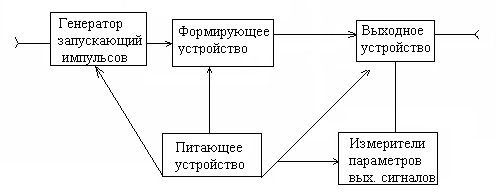 Генератор
запускающий
импульсов
Формирующее
устройство
Выходное
устройство
Питающее
устройство
Измерители
параметров
вых. сигналов